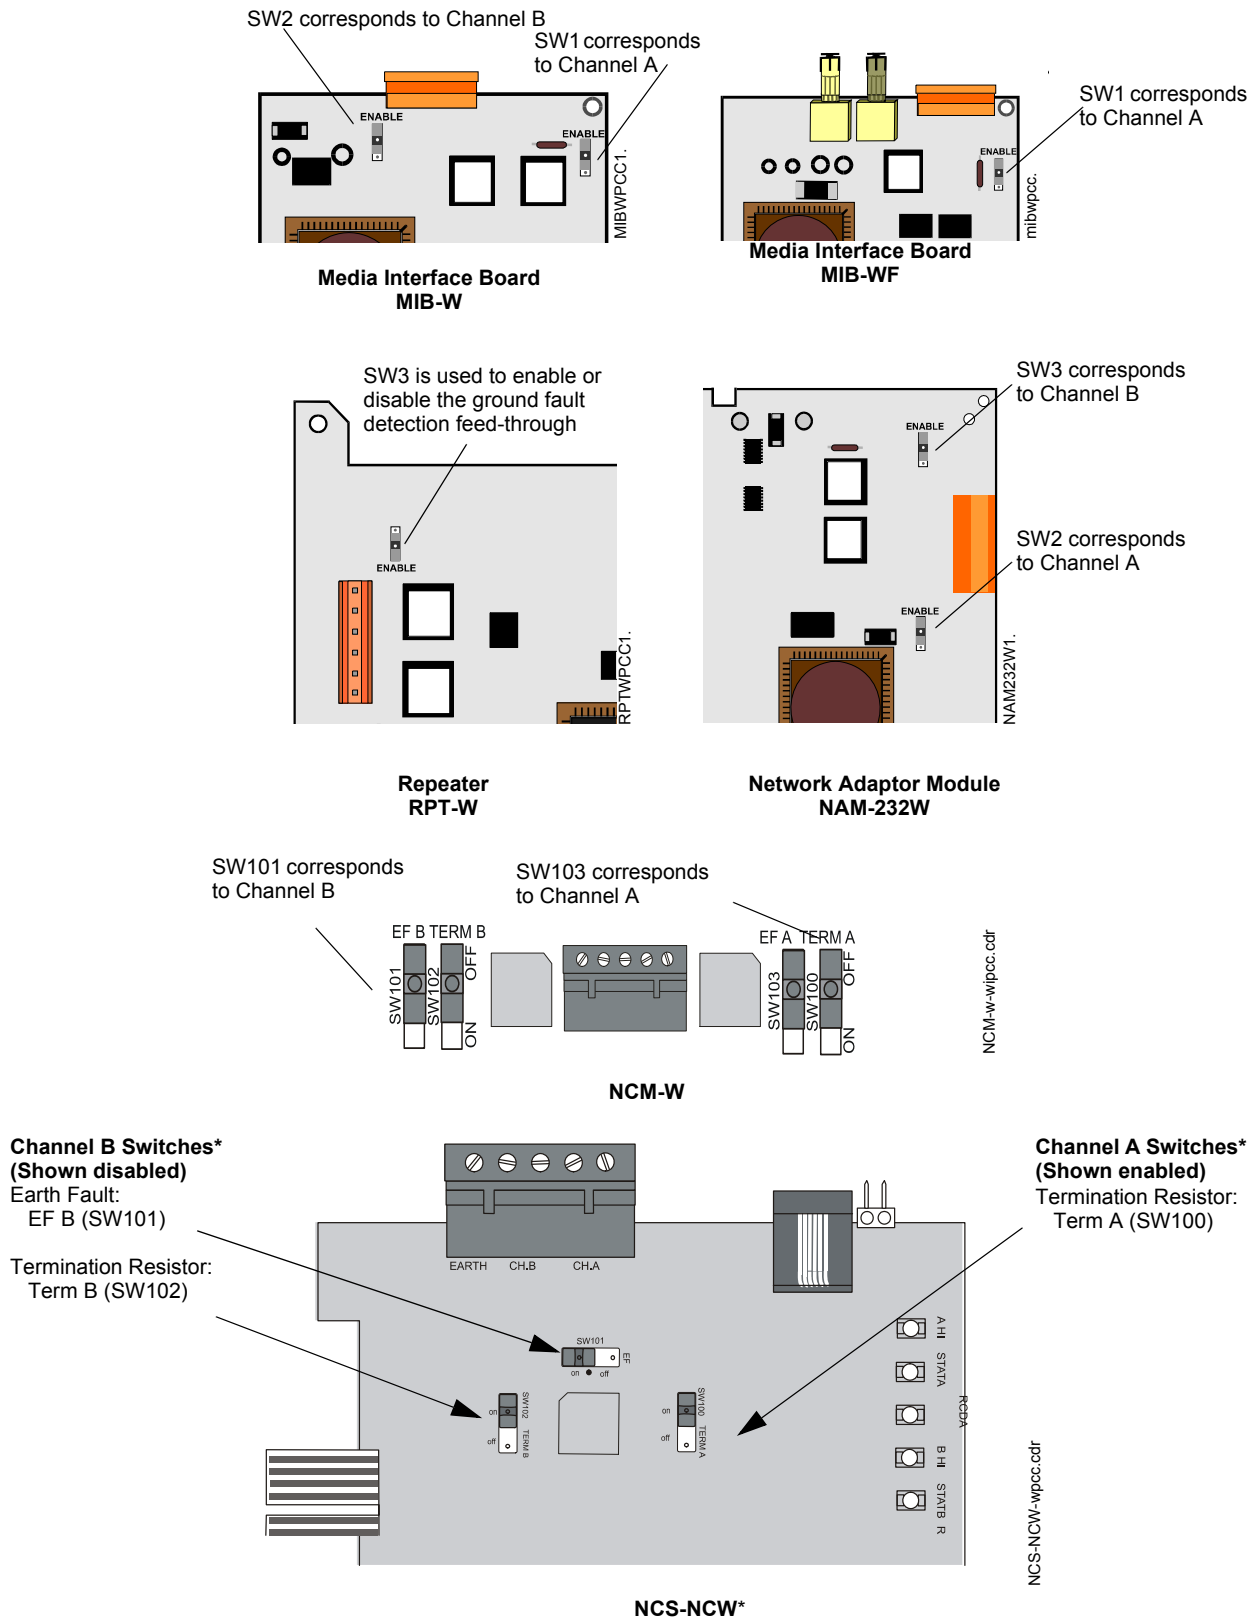 SW2 corresponds to Channel B
SW1 corresponds
to Channel A
SW1 corresponds
to Channel A
ENABLE
ENABLE
ENABLE
MIBWPCC1.
mibwpcc.
Media Interface Board
MIB-W
Media Interface Board
MIB-WF
SW3 is used to enable or
disable the ground fault
detection feed-through
SW3 corresponds
to Channel B
ENABLE
SW2 corresponds
to Channel A
ENABLE
ENABLE
RPTWPCC1.
NAM232W1.
Repeater
RPT-W
Network Adaptor Module
NAM-232W
SW101 corresponds
to Channel B
SW103 corresponds
to Channel A
EF B TERM B
EF A TERM A
SW101
SW102
OFF
ON
SW103
SW100
OFF
ON
NCM-w-wipcc.cdr
NCM-W
Channel B Switches*
(Shown disabled)
Earth Fault:
EF B (SW101)
Termination Resistor:
Term B (SW102)
Channel A Switches*
(Shown enabled)
Termination Resistor:
Term A (SW100)
EARTH CH.B CH.A
SW101
EF
on off
SW102
TERM B
on
off
SW100
TERM A
on
off
A HI
STATA
RCDA
B HI
STATB R
NCS-NCW-wpcc.cdr
NCS-NCW*